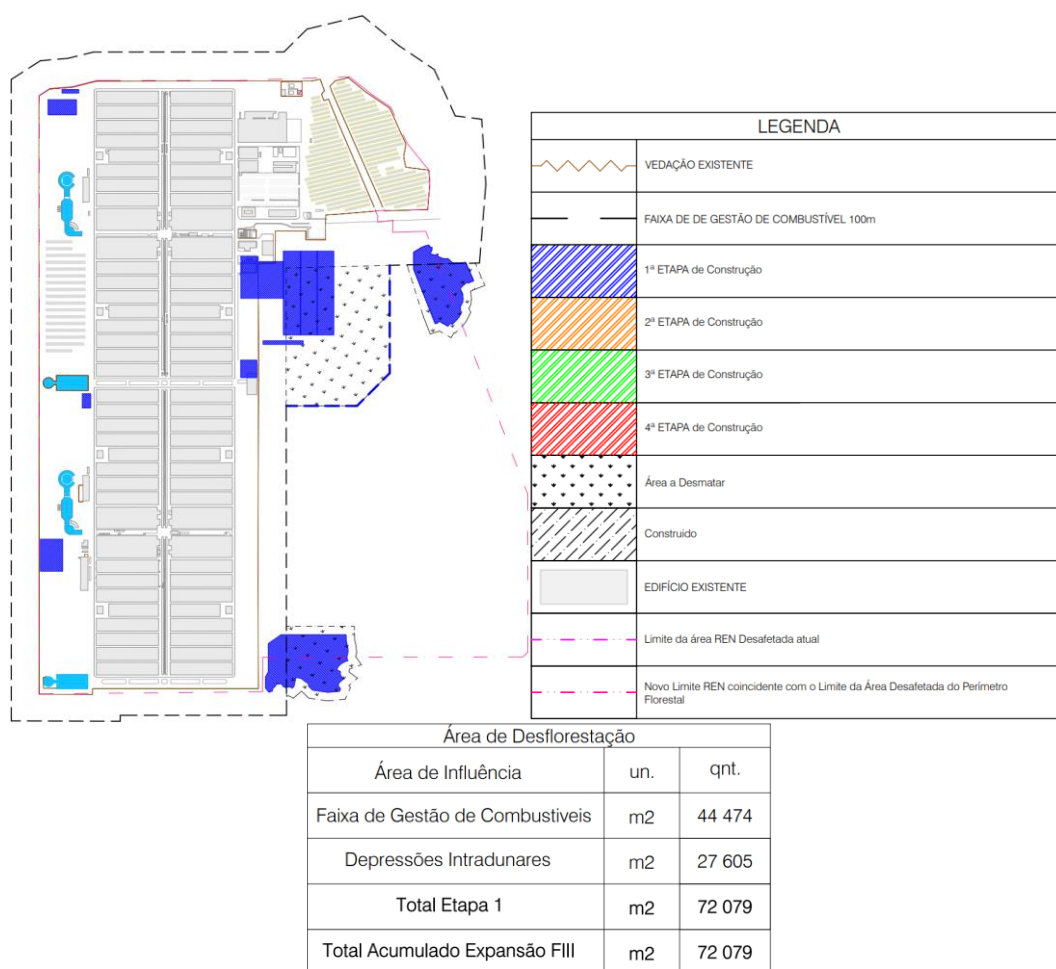 LEGENDA
VEDAÇÃO EXISTENTE
FAIXA DE DE GESTÃO DE COMBUSTÍVEL 100m
1ª ETAPA de Construção
2ª ETAPA de Construção
3ª ETAPA de Construção
4ª ETAPA de Construção
Área a Desmatar
Construido
EDIFÍCIO EXISTENTE
Limite da área REN Desafetada atual
Novo Limite REN coincidente com o Limite da Área Desafetada do Perímetro
Florestal
Área de Desflorestação
Área de Influência un. qnt.
Faixa de Gestão de Combustiveis m2 44 474
Depressões Intradunares m2 27 605
Total Etapa 1 m2 72 079
Total Acumulado Expansão FIII m2 72 079